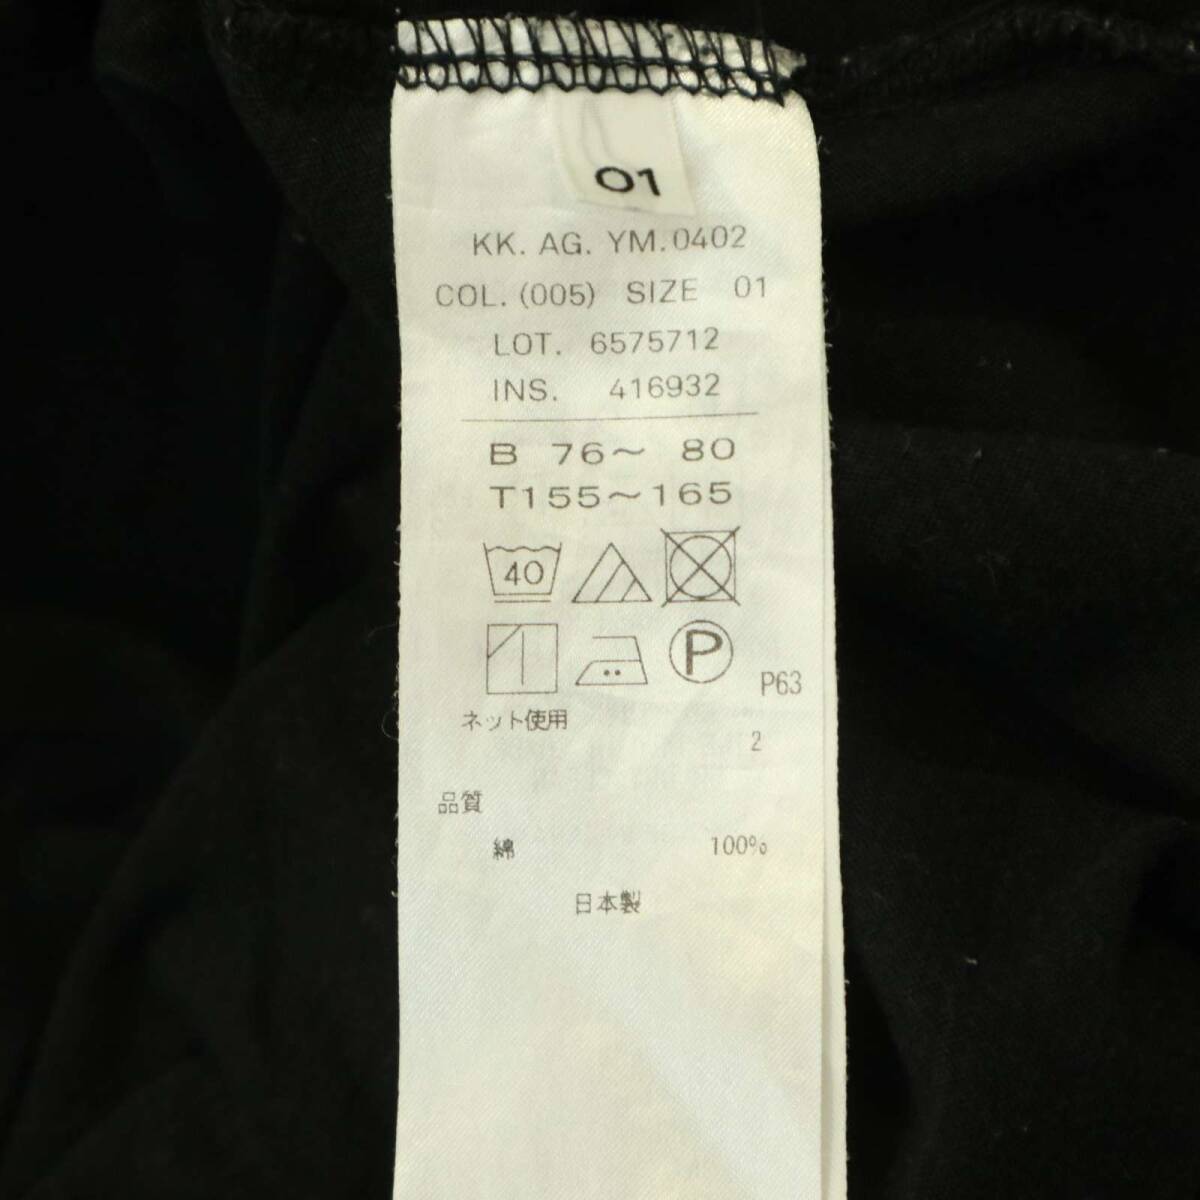 01
KK. AG. YM.0402
COL. (005) SIZE 01
LOT. 6575712
INS. 416932
B 76～ 80
T155～165
40
P
P63
ネット使用
2
品質
綿 100%
日本製